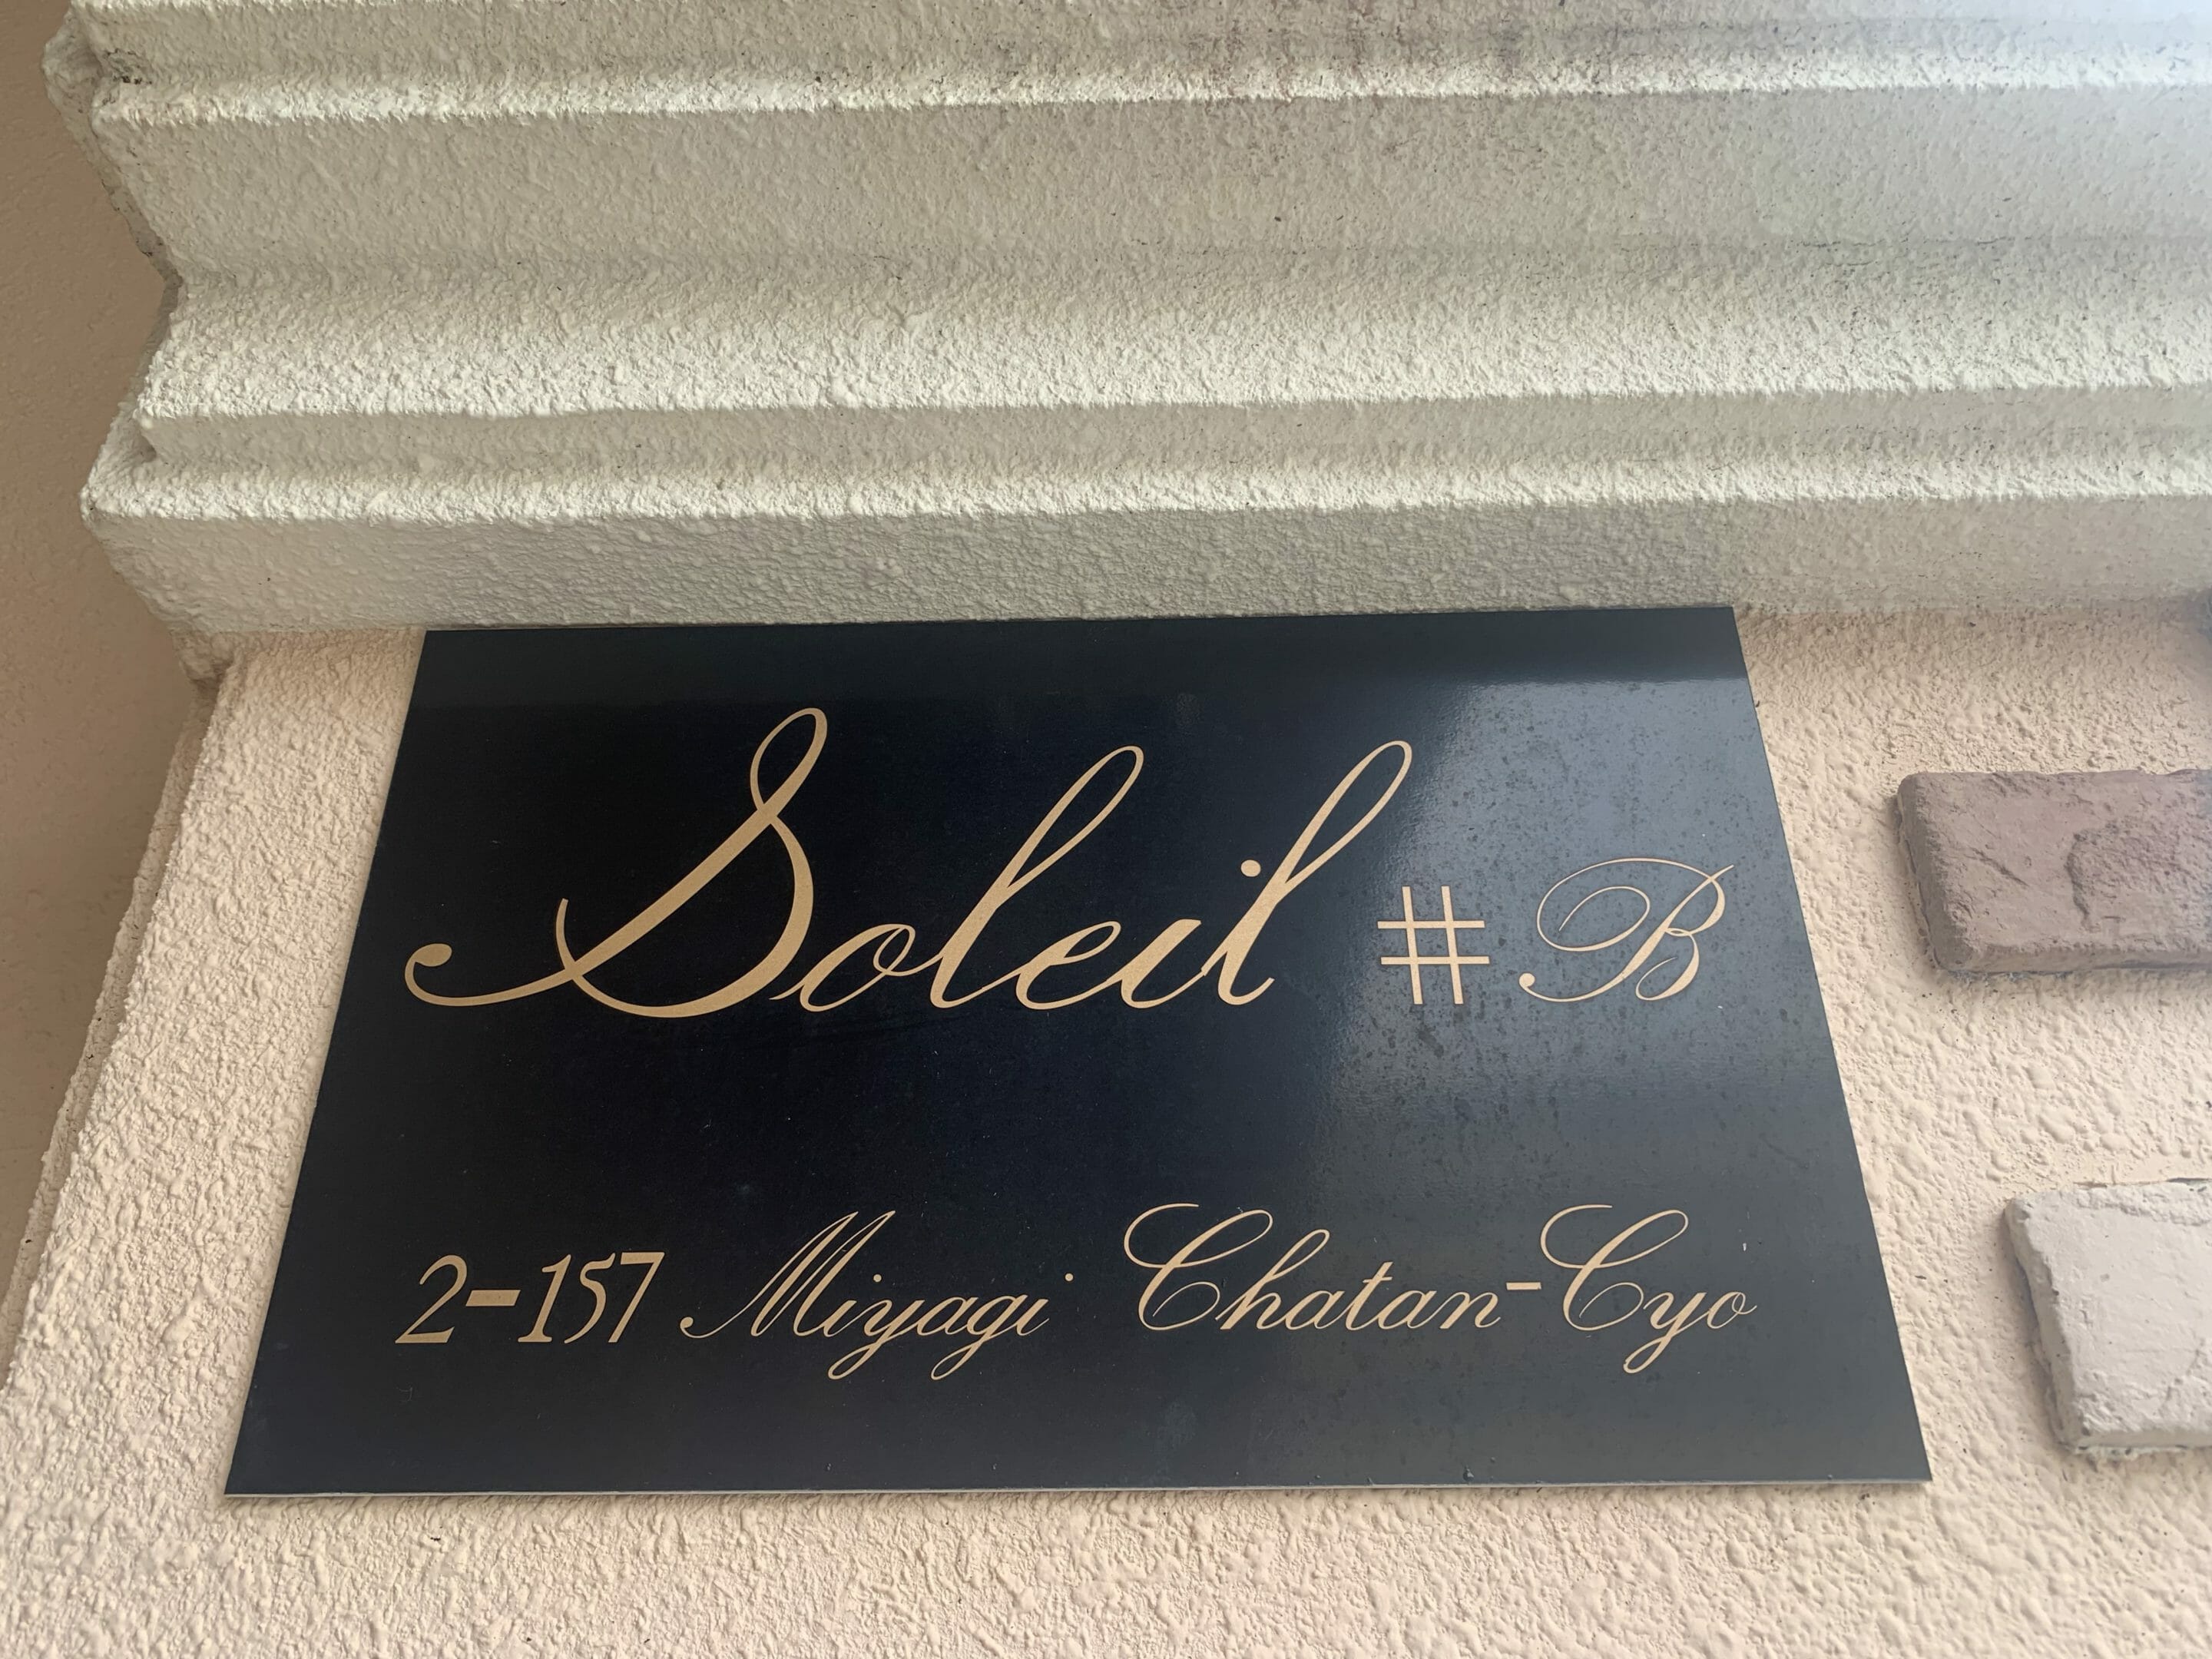 Soleil #B
2-157 Miyagi Chatan-Cyo